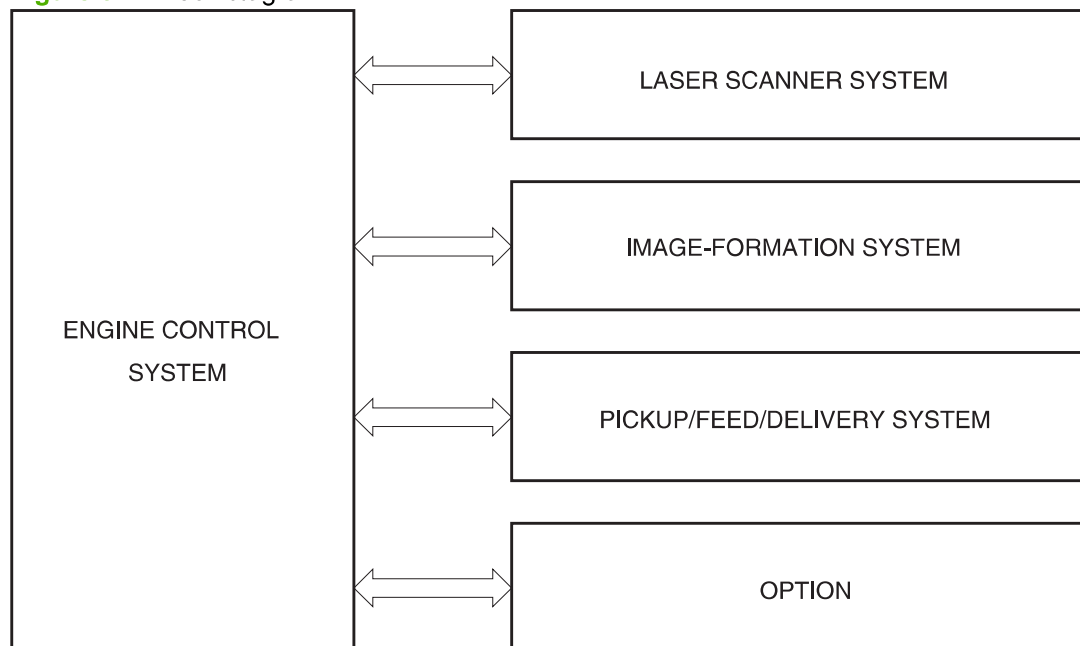 LASER SCANNER SYSTEM
IMAGE-FORMATION SYSTEM
ENGINE CONTROL
SYSTEM
PICKUP/FEED/DELIVERY SYSTEM
OPTION